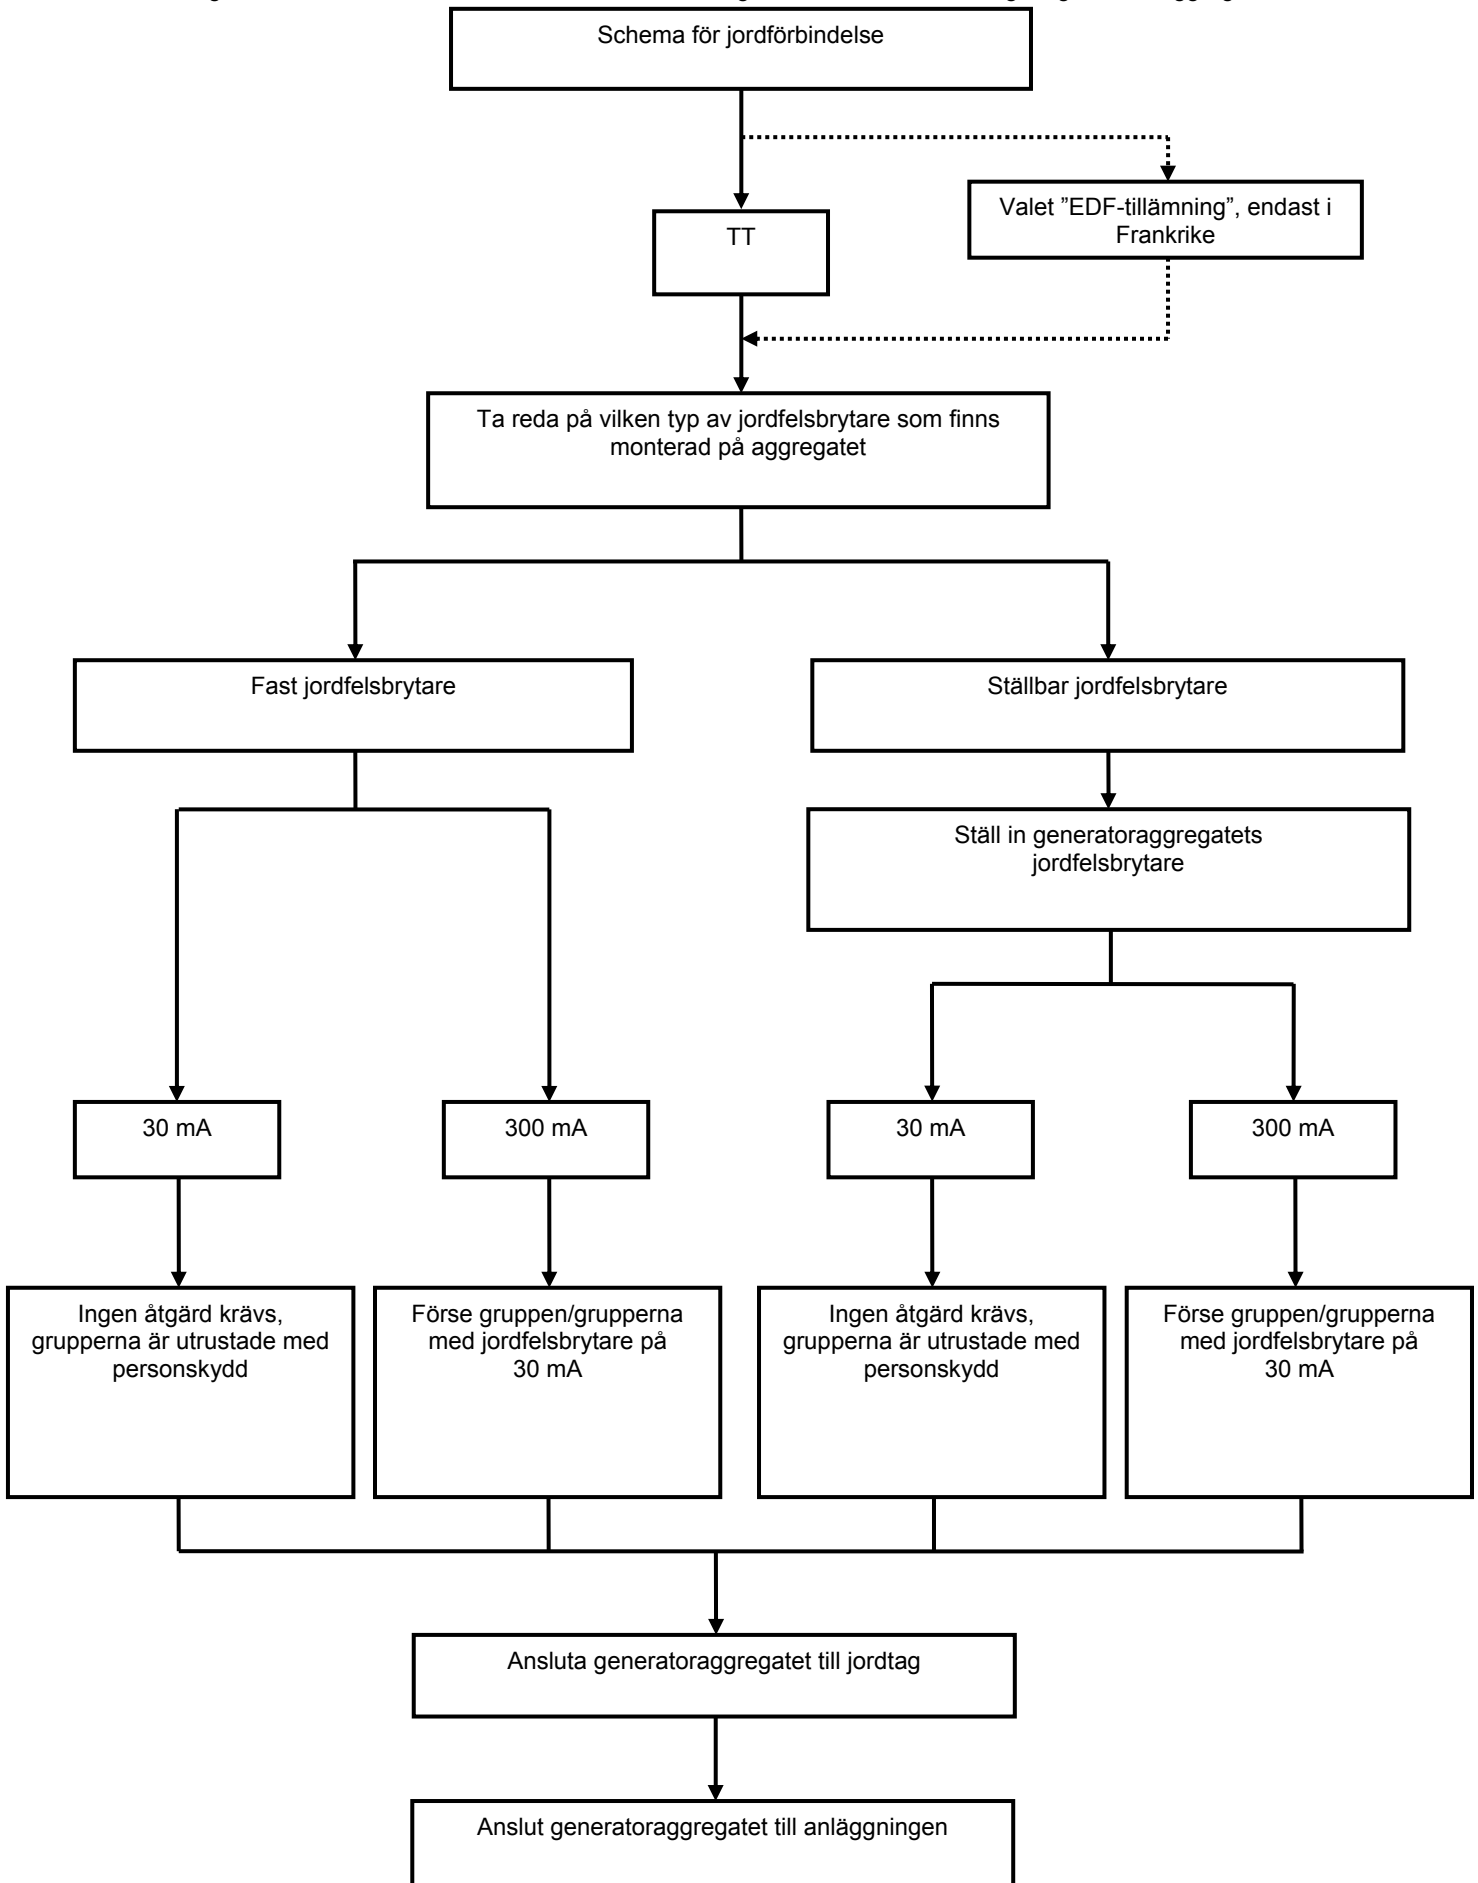 Schema för jordförbindelse
Valet ”EDF-tillämning”, endast i
Frankrike
TT
Ta reda på vilken typ av jordfelsbrytare som finns
monterad på aggregatet
Fast jordfelsbrytare
Ställbar jordfelsbrytare
Ställ in generatoraggregatets
jordfelsbrytare
30 mA
300 mA
30 mA
300 mA
Ingen åtgärd krävs,
grupperna är utrustade med
personskydd
Förse gruppen/grupperna
med jordfelsbrytare på
30 mA
Ingen åtgärd krävs,
grupperna är utrustade med
personskydd
Förse gruppen/grupperna
med jordfelsbrytare på
30 mA
Ansluta generatoraggregatet till jordtag
Anslut generatoraggregatet till anläggningen